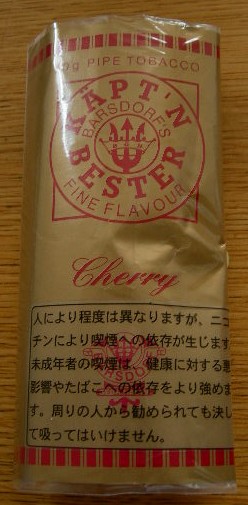 0g PIPE TOBACCO
KÄPT'N
BARSDORF'S
BESTER
FINE FLAVOUR
Cherry
人により程度は異なりますが、ニコ
チンにより喫煙への依存が生じます
未成年者の喫煙は、健康に対する悪
影響やたばこへの依存をより強めま
す。周りの人から勧められても決し
て吸ってはいけません。